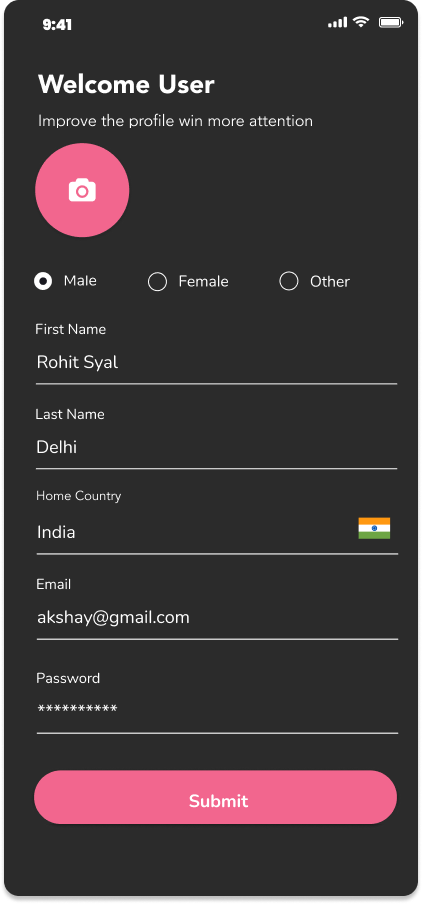 9:41
Welcome User
Improve the profile win more attention
Male Female Other
First Name
Rohit Syal
Last Name
Delhi
Home Country
India
Email
akshay@gmail.com
Password
**********
Submit